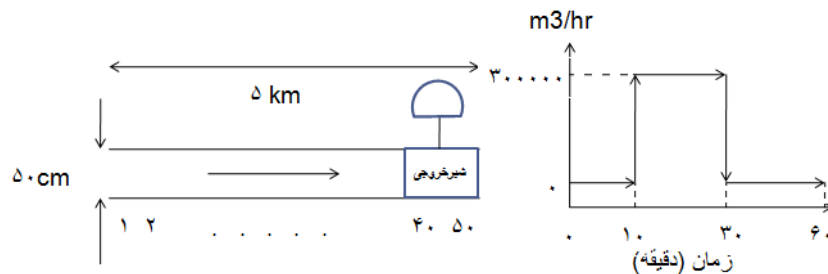 m3/hr
۳۰۰۰۰۰
۵ km
۵۰cm
شیرخروجی
۰
۱ ۲ . . . . . ۴۰ ۵۰
۰ ۱۰ ۳۰ ۶۰
زمان (دقیقه)